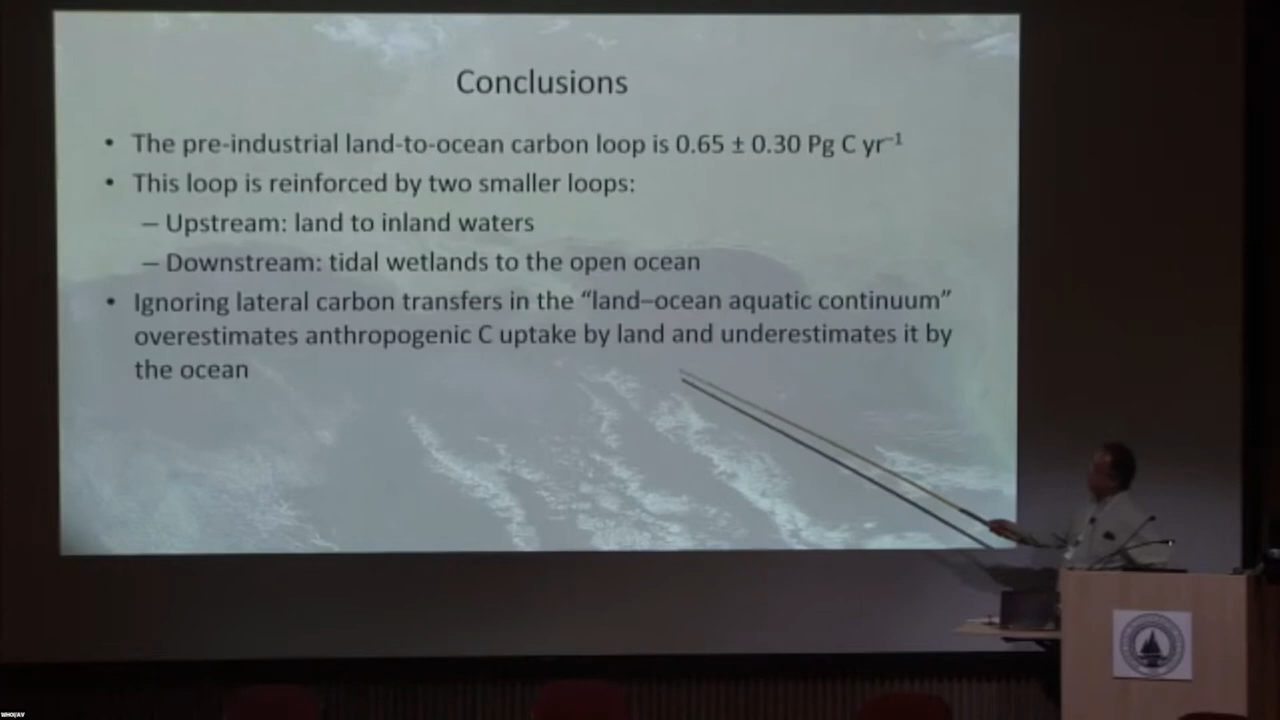 Conclusions
• The pre-industrial land-to-ocean carbon loop is 0.65 ± 0.30 Pg C yr⁻¹
• This loop is reinforced by two smaller loops:
– Upstream: land to inland waters
– Downstream: tidal wetlands to the open ocean
• Ignoring lateral carbon transfers in the “land–ocean aquatic continuum”
overestimates anthropogenic C uptake by land and underestimates it by
the ocean